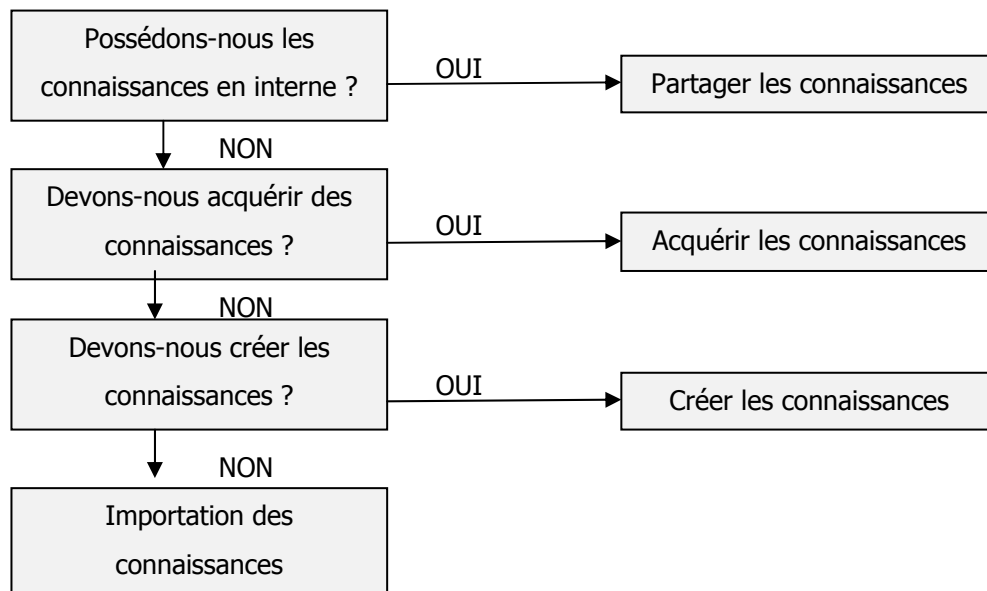 Possédons-nous les
connaissances en interne ?
OUI
Partager les connaissances
NON
Devons-nous acquérir des
connaissances ?
OUI
Acquérir les connaissances
NON
Devons-nous créer les
connaissances ?
OUI
Créer les connaissances
NON
Importation des
connaissances